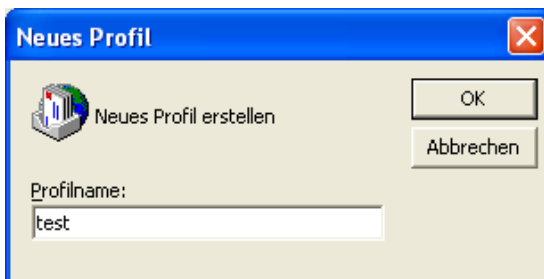 Neues Profil
Neues Profil erstellen
OK
Abbrechen
Profilname:
test